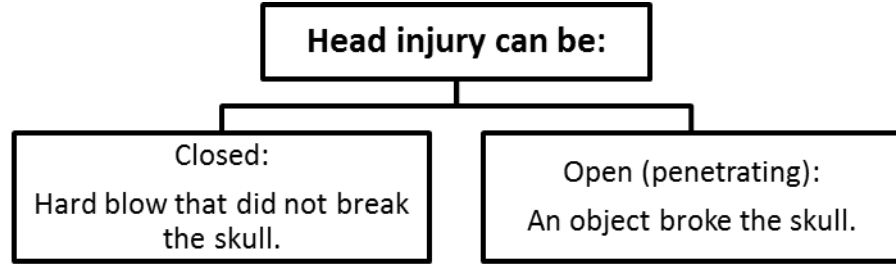 Head injury can be:
Closed:
Hard blow that did not break
the skull.
Open (penetrating):
An object broke the skull.